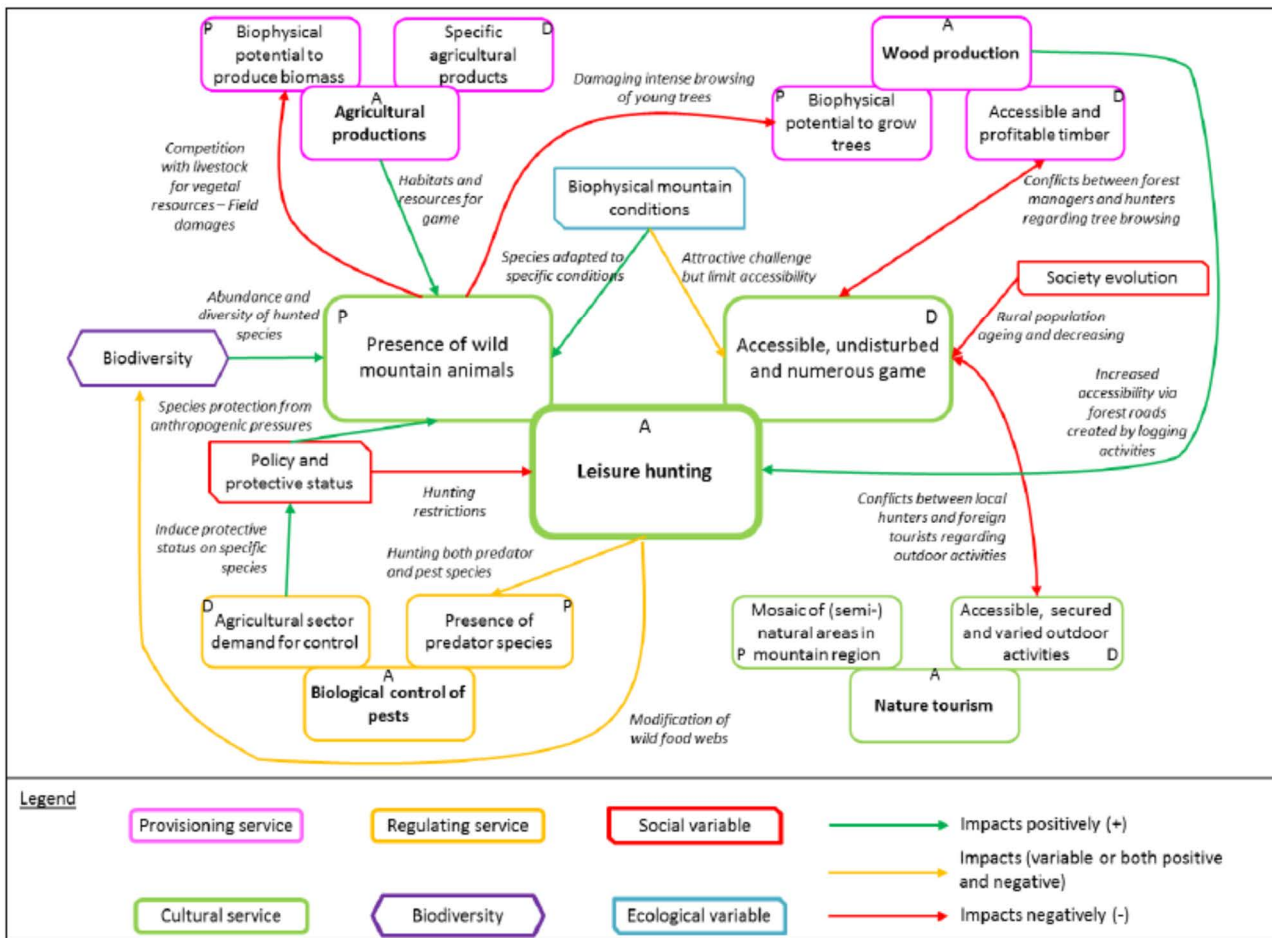 P
Biophysical
potential to
produce biomass
Specific
agricultural
products
D
A
Agricultural
productions
A
Wood production
P
Biophysical
potential to grow
trees
D
Accessible and
profitable timber
Damaging intense browsing
of young trees
Competition
with livestock
for vegetal
resources – Field
damages
Habitats and
resources for
game
Biophysical mountain
conditions
Conflicts between forest
managers and hunters
regarding tree browsing
Species adapted to
specific conditions
Attractive challenge
but limit accessibility
Society evolution
Rural population
ageing and decreasing
Abundance and
diversity of hunted
species
Biodiversity
P
Presence of wild
mountain animals
D
Accessible, undisturbed
and numerous game
Increased
accessibility via
forest roads
created by logging
activities
Species protection from
anthropogenic pressures
A
Leisure hunting
Policy and
protective status
Hunting
restrictions
Conflicts between local
hunters and foreign
tourists regarding
outdoor activities
Induce protective
status on specific
species
Hunting both predator
and pest species
D
Agricultural sector
demand for control
P
Presence of
predator species
A
Biological control of
pests
Mosaic of (semi-)
natural areas in
P mountain region
Accessible, secured
and varied outdoor
activities D
A
Nature tourism
Modification of
wild food webs
Legend
Provisioning service
Regulating service
Social variable
Impacts positively (+)
Impacts (variable or both positive
and negative)
Cultural service
Biodiversity
Ecological variable
Impacts negatively (-)